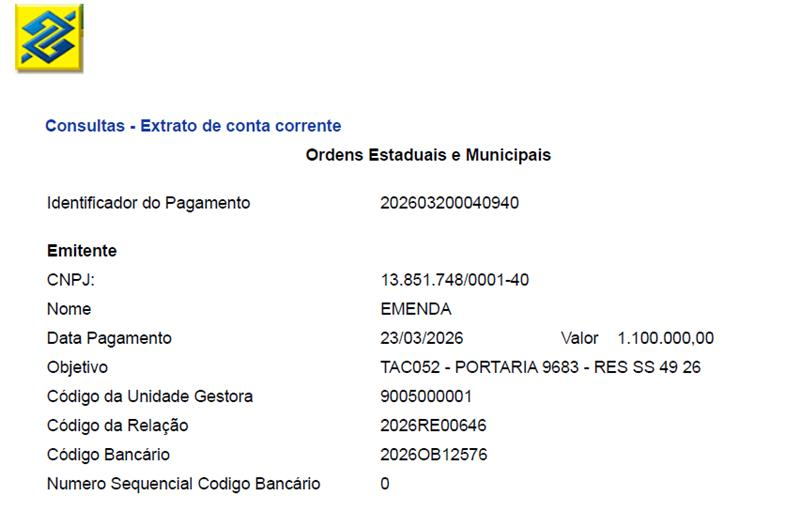 Consultas - Extrato de conta corrente
Ordens Estaduais e Municipais
Identificador do Pagamento 202603200040940
Emitente
CNPJ: 13.851.748/0001-40
Nome EMENDA
Data Pagamento 23/03/2026 Valor 1.100.000,00
Objetivo TAC052 - PORTARIA 9683 - RES SS 49 26
Código da Unidade Gestora 9005000001
Código da Relação 2026RE00646
Código Bancário 2026OB12576
Numero Sequencial Codigo Bancário 0